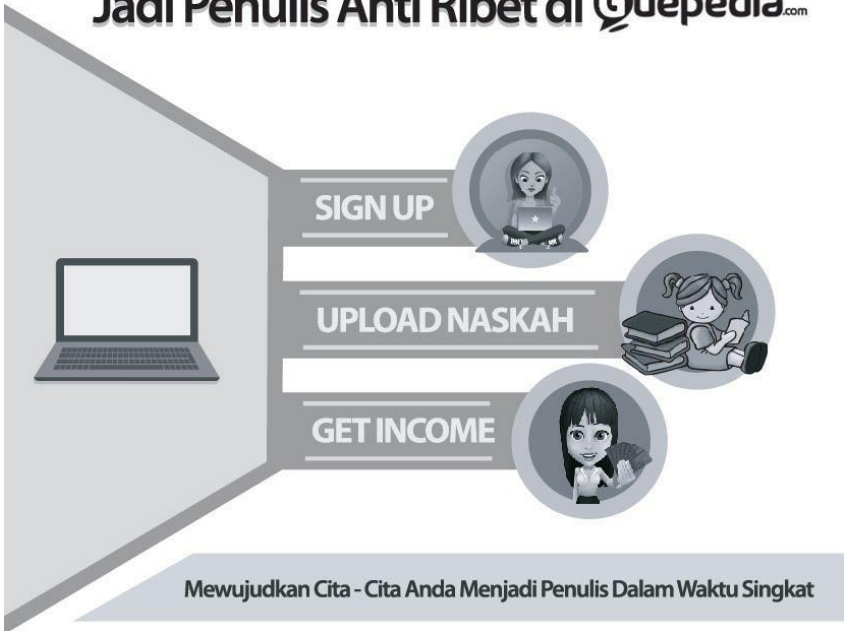 Jadi Penulis Anti Ribet di Guepedia.com
SIGN UP
UPLOAD NASKAH
GET INCOME
Mewujudkan Cita - Cita Anda Menjadi Penulis Dalam Waktu Singkat